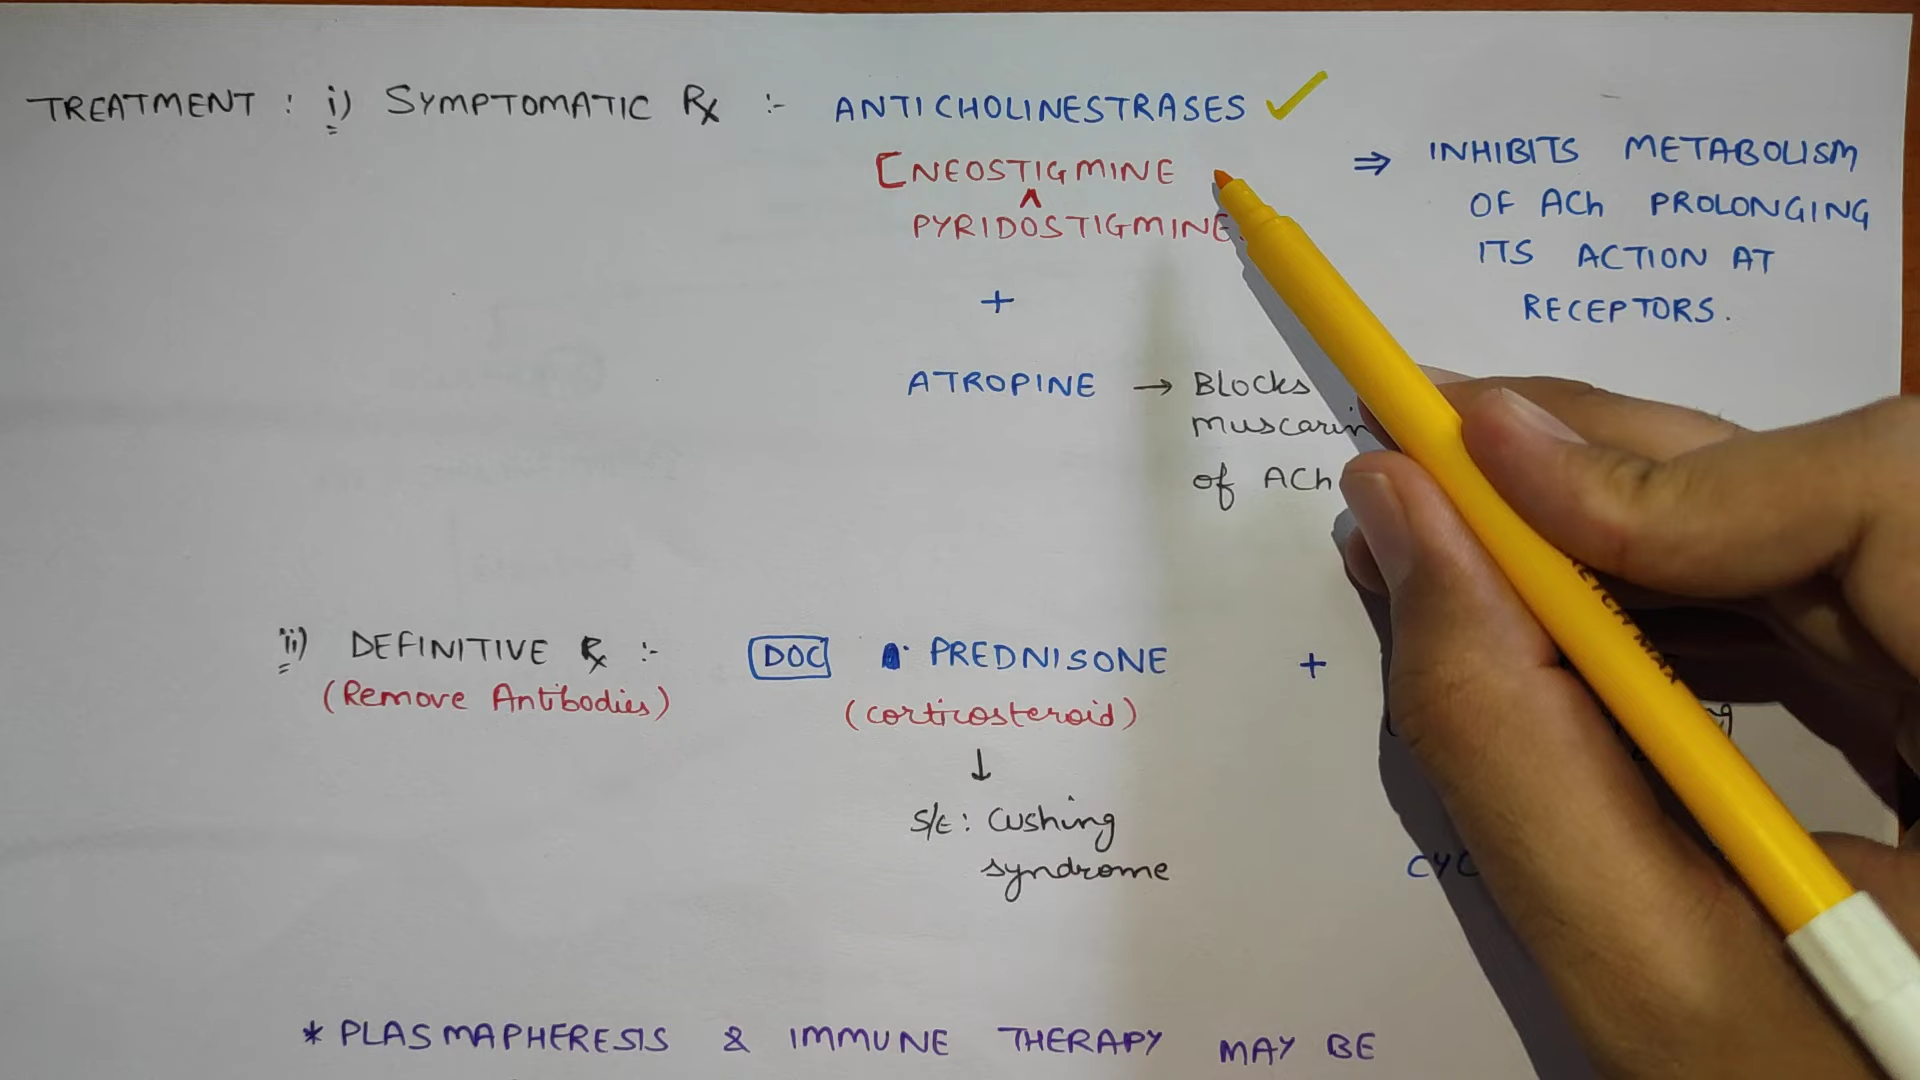 TREATMENT : i) SYMPTOMATIC Rx :- ANTICHOLINESTRASES ✓
[NEOSTIGMINE
^
PYRIDOSTIGMINE
⇒ INHIBITS METABOLISM
OF ACh PROLONGING
ITS ACTION AT
RECEPTORS.
+
ATROPINE → BLOCKS
of ACh
ii) DEFINITIVE Rx :- DOC PREDNISONE +
(Remove Antibodies) (corticosteroid)
↓
S/E : Cushing
syndrome
* PLASMAPHERESIS & IMMUNE THERAPY MAY BE